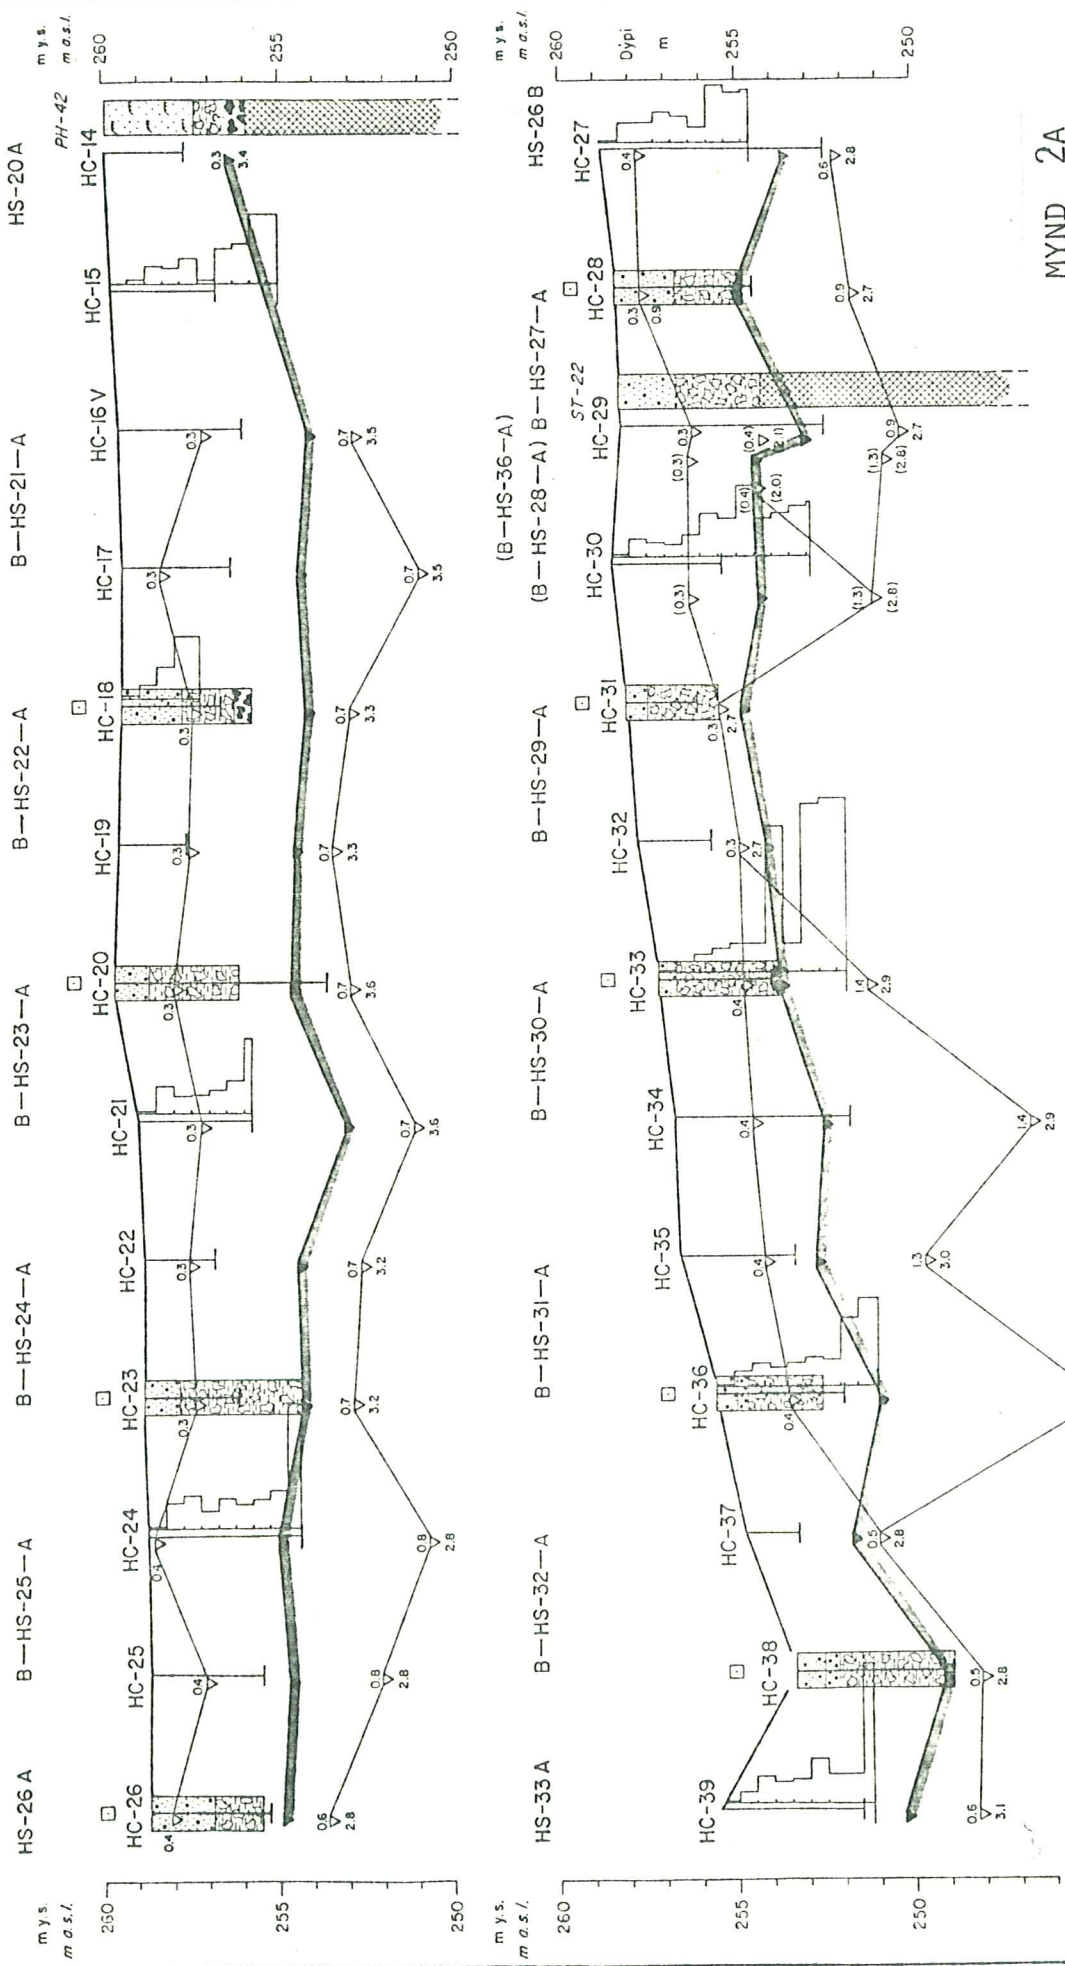 HS-26 A B—HS-25—A B—HS-24—A B—HS-23—A B—HS-22—A B—HS-21—A HS-20 A
m y.s.
m a.s.l.
260
255
250
HC-26 HC-25 HC-24 HC-23 HC-22 HC-21 HC-20 HC-19 HC-18 HC-17 HC-16 V HC-15 HC-14
PH-42
m y.s.
m a.s.l.
260
255
250
0.4 0.4 0.4 0.3 0.3 0.3 0.3 0.3 0.3 0.3 0.3 0.3
3.4
0.6 0.8 0.8 0.7 0.7 0.7 0.7 0.7 0.7 0.7 0.7
2.8 2.8 2.8 3.2 3.2 3.6 3.6 3.3 3.3 3.5 3.5
(B—HS-36—A)
HS-33 A B—HS-32—A B—HS-31—A B—HS-30—A B—HS-29—A (B—HS-28—A) B—HS-27—A HS-26 B
m y.s.
m a.s.l.
260
255
250
HC-39 HC-38 HC-37 HC-36 HC-35 HC-34 HC-33 HC-32 HC-31 HC-30 HC-29 HC-28 HC-27
ST-22
m y.s.
m a.s.l.
260
Dýpi
m
255
250
0.4 0.4 0.4 0.4 0.3 0.3 (0.3) (0.3) 0.3 0.3 0.4
2.7 2.7 0.9
(0.4) (0.4)
(2.0) (2.1)
0.6 0.5 0.5 1.3 1.4 1.4 (1.3) (1.3) 0.9 0.9 0.6
3.1 2.8 2.8 3.0 2.9 2.9 (2.8) (2.8) 2.7 2.7 2.8
MYND 2A